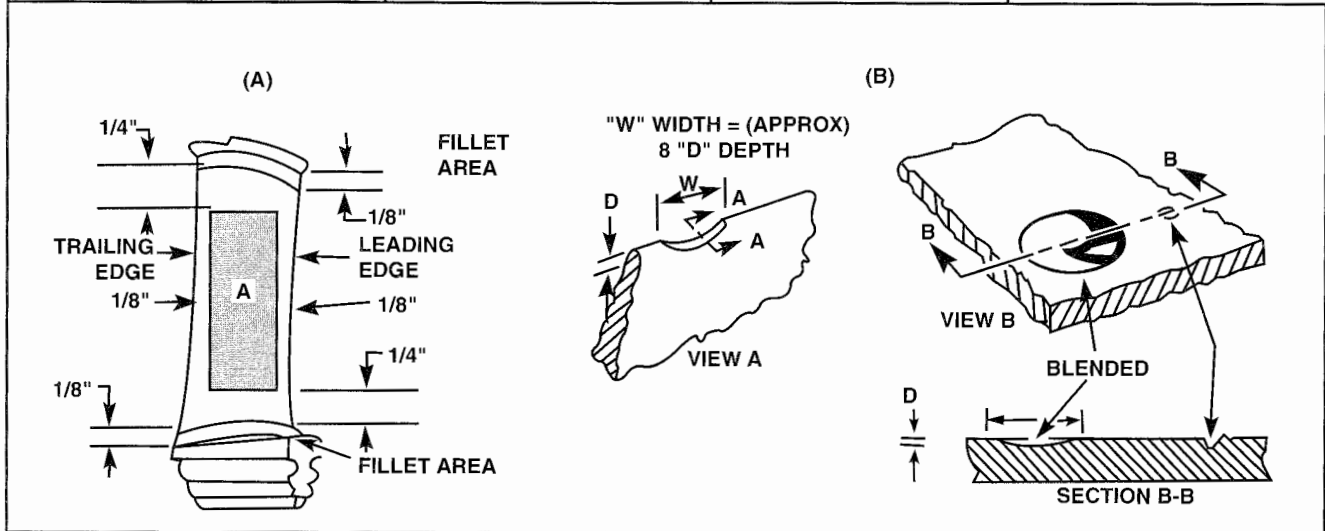 (A)
1/4"
FILLET
AREA
1/8"
TRAILING
EDGE
LEADING
EDGE
1/8"
A
1/8"
1/4"
1/8"
FILLET AREA
(B)
"W" WIDTH = (APPROX)
8 "D" DEPTH
W
D
A
A
VIEW A
B
B
VIEW B
BLENDED
D
SECTION B-B